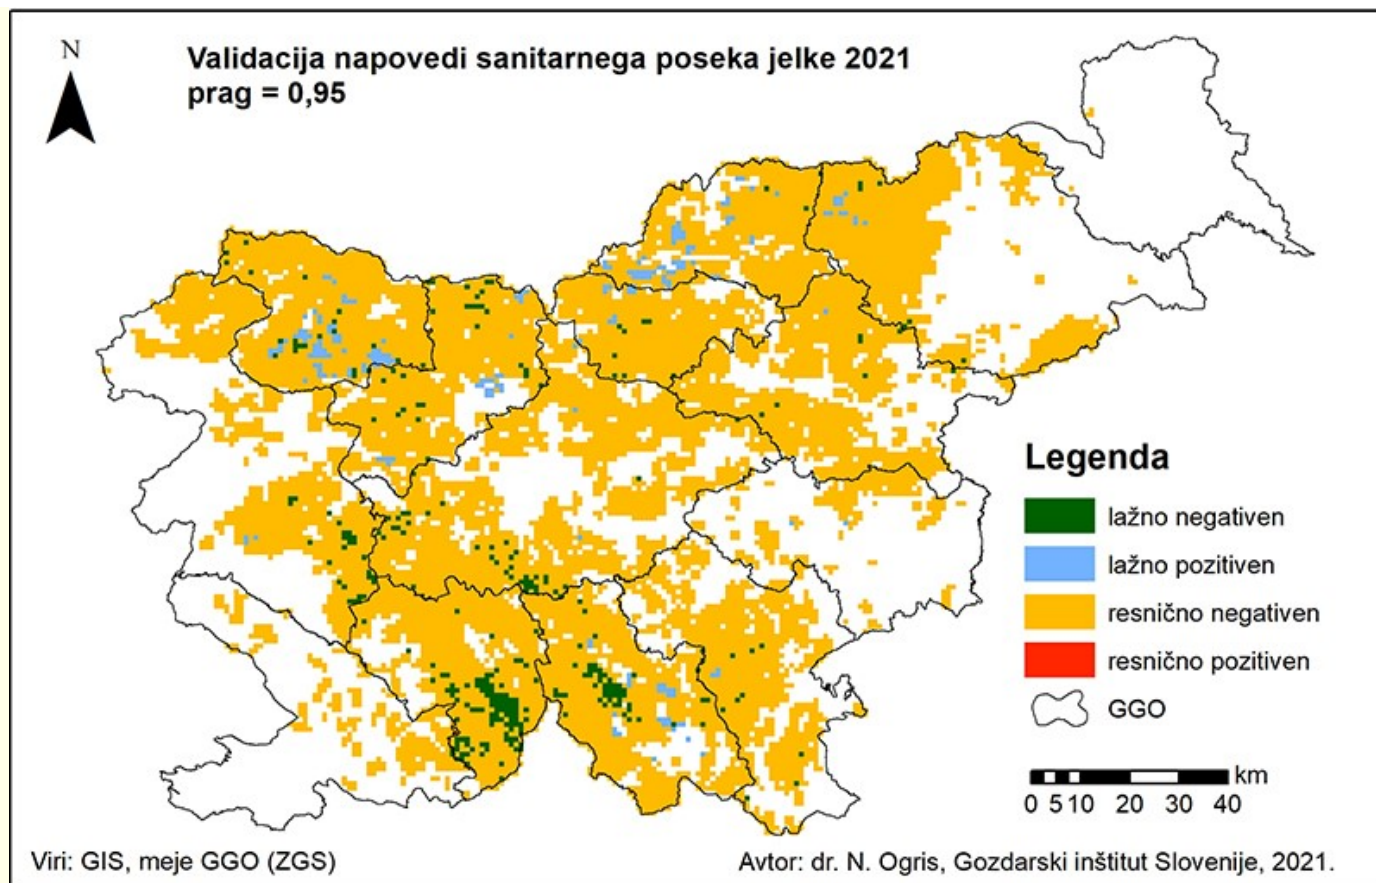 N
Validacija napovedi sanitarnega poseka jelke 2021
prag = 0,95
Legenda
lažno negativen
lažno pozitiven
resnično negativen
resnično pozitiven
GGO
km
0 5 10 20 30 40
Viri: GIS, meje GGO (ZGS)
Avtor: dr. N. Ogris, Gozdarski inštitut Slovenije, 2021.